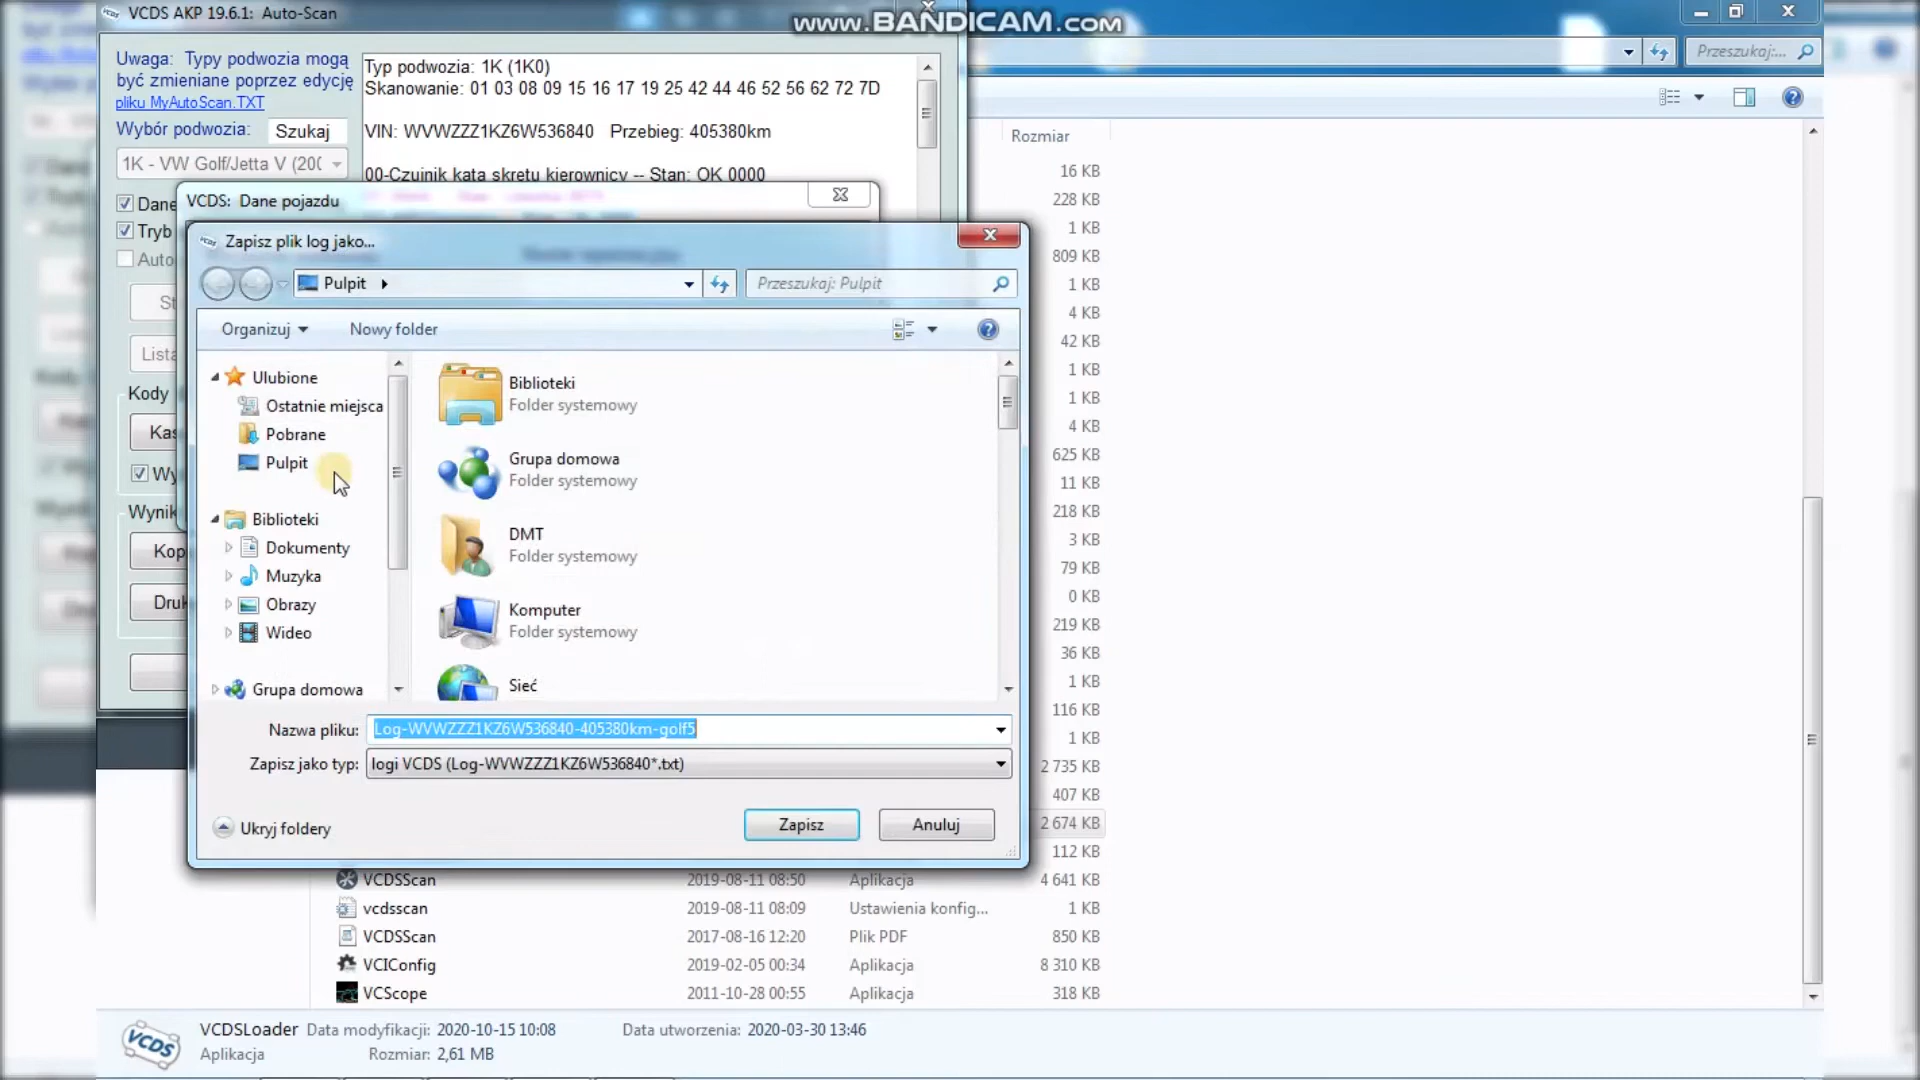 VCDS AKP 19.6.1: Auto-Scan
www.BANDICAM.com
Uwaga: Typy podwozia mogą
być zmieniane poprzez edycję
pliku MyAutoScan.TXT
Wybór podwozia:
Szukaj
1K - VW Golf/Jetta V (200
Typ podwozia: 1K (1K0)
Skanowanie: 01 03 08 09 15 16 17 19 25 42 44 46 52 56 62 72 7D
VIN: WVWZZZ1KZ6W536840 Przebieg: 405380km
00-Czujnik kąta skrętu kierownicy -- Stan: OK 0000
Przeszukaj:...
Rozmiar
Dane
Tryb
Auto
St
Lista
Kody
Kas
Wy
Wynik
Kop
Druk
VCDS: Dane pojazdu
Zapisz plik log jako...
Pulpit
Przeszukaj: Pulpit
Organizuj
Nowy folder
Ulubione
Ostatnie miejsca
Pobrane
Pulpit
Biblioteki
Dokumenty
Muzyka
Obrazy
Wideo
Grupa domowa
Biblioteki
Folder systemowy
Grupa domowa
Folder systemowy
DMT
Folder systemowy
Komputer
Folder systemowy
Sieć
Nazwa pliku: Log-WVWZZZ1KZ6W536840-405380km-golf5
Zapisz jako typ: logi VCDS (Log-WVWZZZ1KZ6W536840*.txt)
Ukryj foldery
Zapisz
Anuluj
16 KB
228 KB
1 KB
809 KB
1 KB
4 KB
42 KB
1 KB
1 KB
4 KB
625 KB
11 KB
218 KB
3 KB
79 KB
0 KB
219 KB
36 KB
1 KB
116 KB
1 KB
2 735 KB
407 KB
2 674 KB
112 KB
VCDSScan 2019-08-11 08:50 Aplikacja 4 641 KB
vcdsscan 2019-08-11 08:09 Ustawienia konfig... 1 KB
VCDSScan 2017-08-16 12:20 Plik PDF 850 KB
VCIConfig 2019-02-05 00:34 Aplikacja 8 310 KB
VCScope 2011-10-28 00:55 Aplikacja 318 KB
VCDS
VCDSLoader Data modyfikacji: 2020-10-15 10:08 Data utworzenia: 2020-03-30 13:46
Aplikacja Rozmiar: 2,61 MB